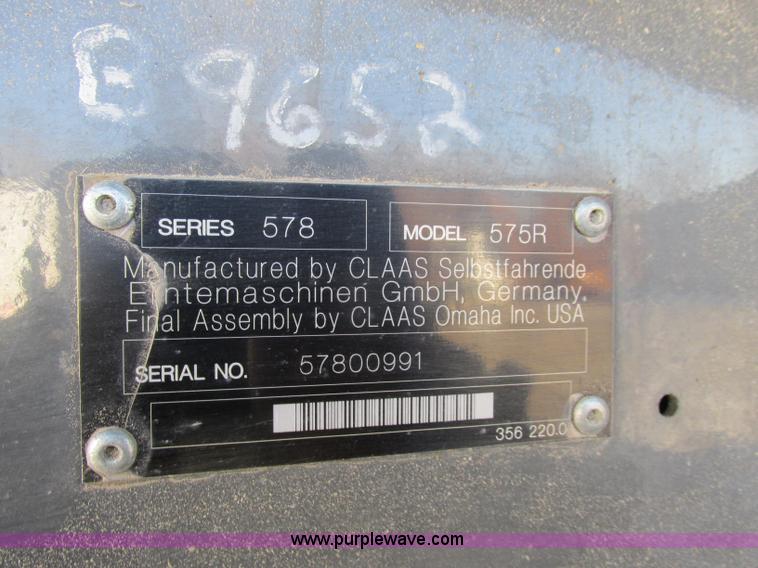 E 9652
SERIES 578
MODEL 575R
Manufactured by CLAAS Selbstfahrende
Erntemaschinen GmbH, Germany.
Final Assembly by CLAAS Omaha Inc. USA
SERIAL NO. 57800991
356 220.0
www.purplewave.com